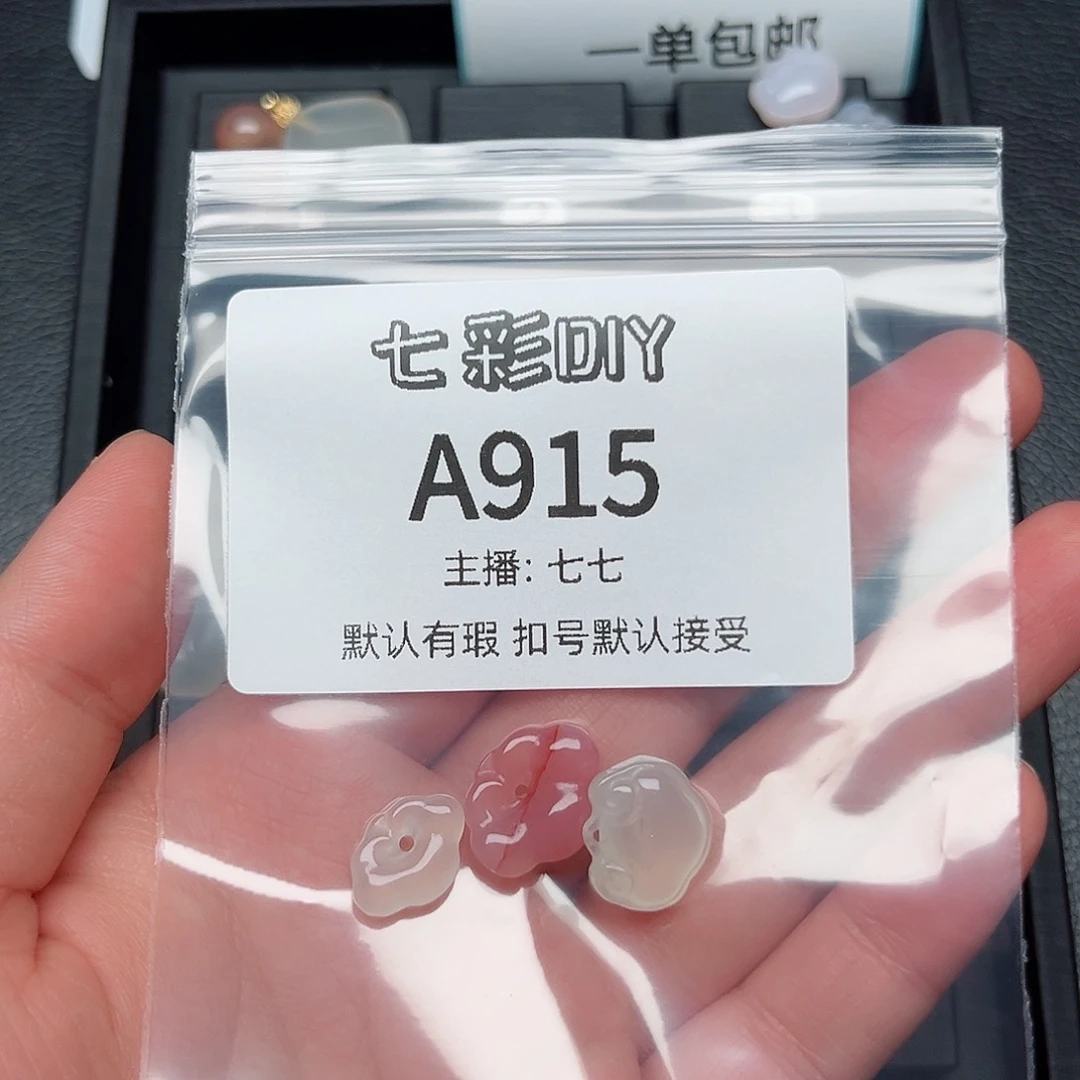 一单包邮
七彩DIY
A915
主播: 七七
默认有瑕 扣号默认接受